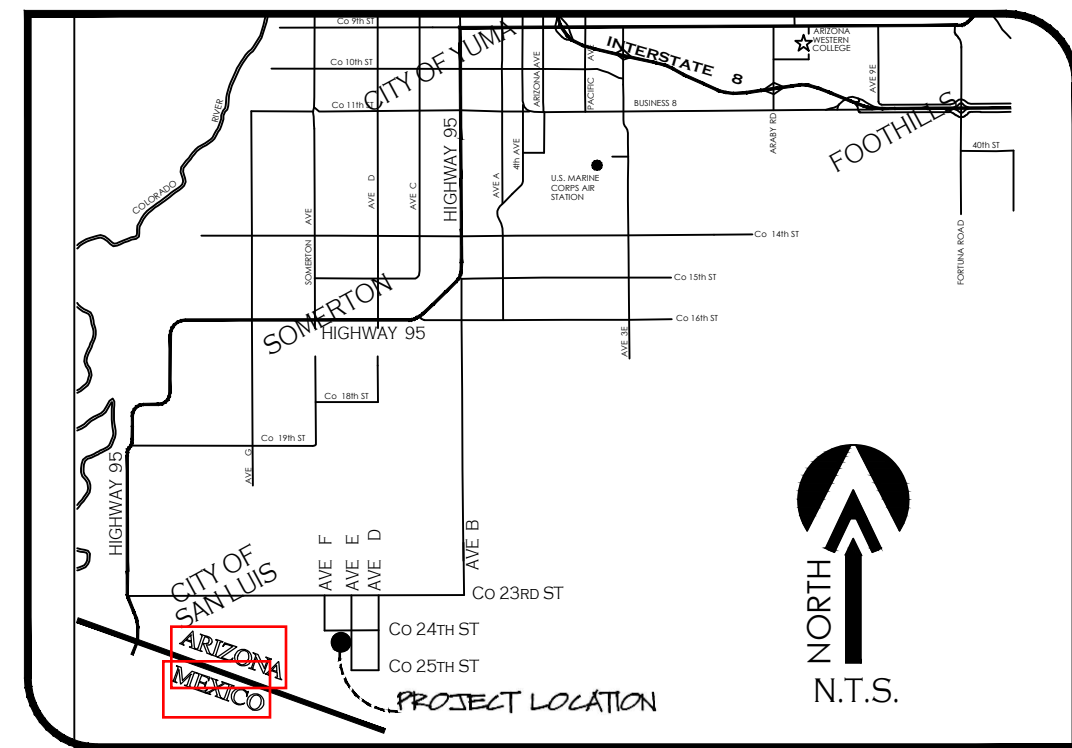 Co 9th ST
CITY OF YUMA
Co 10th ST
Co 11th ST
ARIZONA AVE
PACIFIC AVE
INTERSTATE 8
BUSINESS 8
ARIZONA
WESTERN
COLLEGE
AVE 9E
ARABY RD
FOOTHILLS
40th ST
FORTUNA ROAD
RIVER
COLORADO
SOMERTON AVE
AVE D
AVE C
HIGHWAY 95
AVE A
4th AVE
U.S. MARINE
CORPS AIR
STATION
Co 14th ST
Co 15th ST
Co 16th ST
AVE 3E
SOMERTON
HIGHWAY 95
Co 18th ST
Co 19th ST
AVE G
HIGHWAY 95
CITY OF
SAN LUIS
AVE F
AVE E
AVE D
AVE B
Co 23RD ST
Co 24TH ST
Co 25TH ST
ARIZONA
MEXICO
PROJECT LOCATION
NORTH
N.T.S.